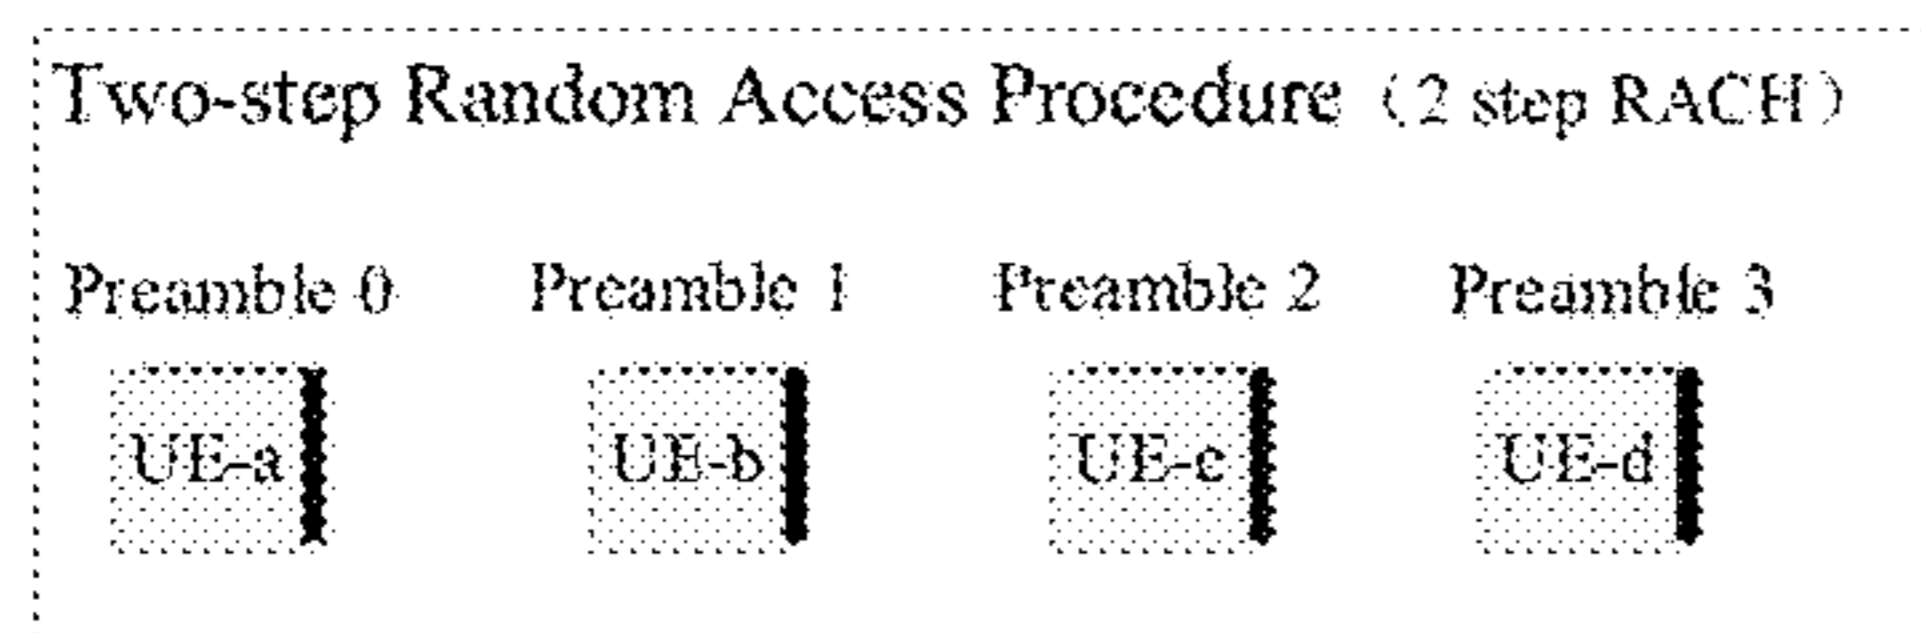 Two-step Random Access Procedure（2 step RACH）
Preamble 0 Preamble 1 Preamble 2 Preamble 3
UE-a UE-b UE-c UE-d